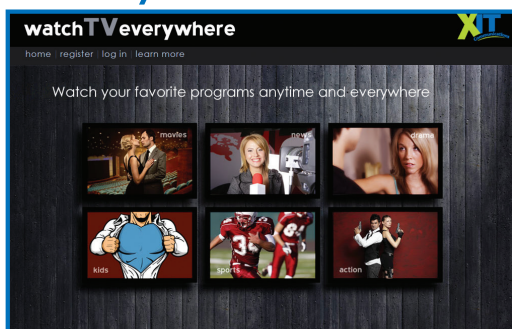 watchTVeverywhere
XIT
home | register | log in | learn more
Watch your favorite programs anytime and everywhere
movies
news
drama
kids
sports
action